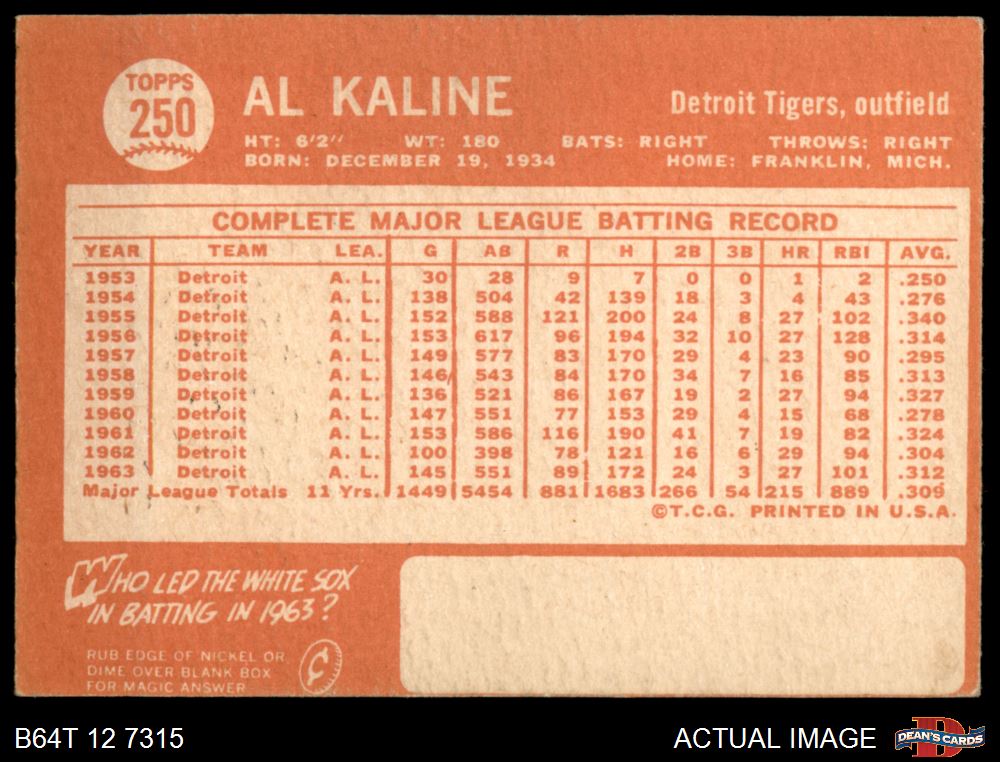 TOPPS
250
AL KALINE
Detroit Tigers, outfield
HT: 6'2" WT: 180 BATS: RIGHT THROWS: RIGHT
BORN: DECEMBER 19, 1934 HOME: FRANKLIN, MICH.
COMPLETE MAJOR LEAGUE BATTING RECORD
YEAR TEAM LEA. G AB R H 2B 3B HR RBI AVG.
1953 Detroit A. L. 30 28 9 7 0 0 1 2 .250
1954 Detroit A. L. 138 504 42 139 18 3 4 43 .276
1955 Detroit A. L. 152 588 121 200 24 8 27 102 .340
1956 Detroit A. L. 153 617 96 194 32 10 27 128 .314
1957 Detroit A. L. 149 577 83 170 29 4 23 90 .295
1958 Detroit A. L. 146 543 84 170 34 7 16 85 .313
1959 Detroit A. L. 136 521 86 167 19 2 27 94 .327
1960 Detroit A. L. 147 551 77 153 29 4 15 68 .278
1961 Detroit A. L. 153 586 116 190 41 7 19 82 .324
1962 Detroit A. L. 100 398 78 121 16 6 29 94 .304
1963 Detroit A. L. 145 551 89 172 24 3 27 101 .312
Major League Totals 11 Yrs. 1449 5454 881 1683 266 54 215 889 .309
©T.C.G. PRINTED IN U.S.A.
WHO LED THE WHITE SOX
IN BATTING IN 1963?
RUB EDGE OF NICKEL OR
DIME OVER BLANK BOX
FOR MAGIC ANSWER
¢
B64T 12 7315
ACTUAL IMAGE
D
DEAN'S CARDS